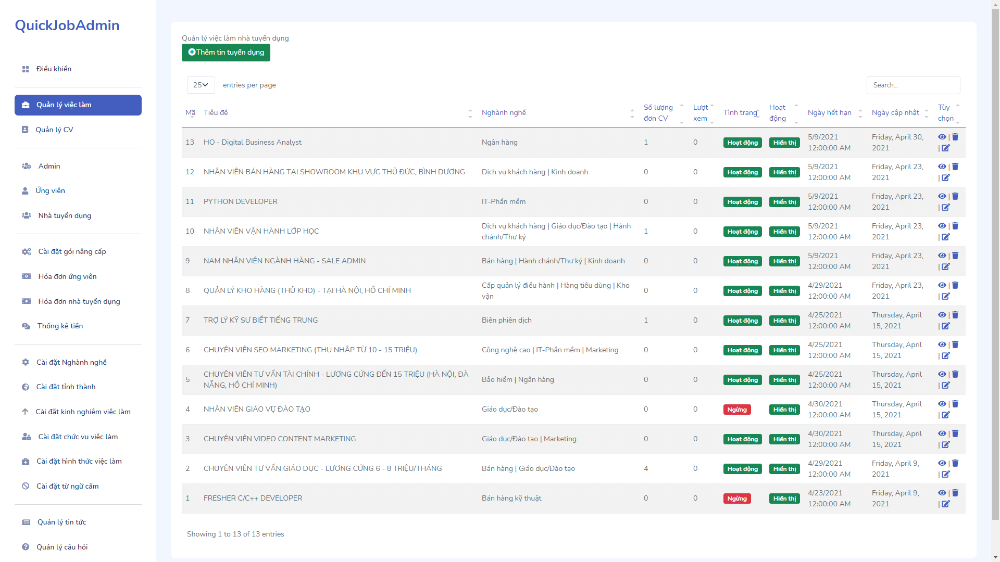 QuickJobAdmin
Điều khiển
Quản lý việc làm
Quản lý CV
Admin
Ứng viên
Nhà tuyển dụng
Cài đặt gói nâng cấp
Hóa đơn ứng viên
Hóa đơn nhà tuyển dụng
Thống kê tiền
Cài đặt Nghành nghề
Cài đặt tỉnh thành
Cài đặt kinh nghiệm việc làm
Cài đặt chức vụ việc làm
Cài đặt hình thức việc làm
Cài đặt từ ngữ cấm
Quản lý tin tức
Quản lý câu hỏi
Quản lý việc làm nhà tuyển dụng
Thêm tin tuyển dụng
25 entries per page
Search...
Mã Tiêu đề Nghành nghề Số lượng đơn CV Lượt xem Tình trạng Hoạt động Ngày hết hạn Ngày cập nhật Tùy chọn
13 HO - Digital Business Analyst Ngân hàng 1 0 Hoạt động Hiển thị 5/9/2021 12:00:00 AM Friday, April 30, 2021 | |
12 NHÂN VIÊN BÁN HÀNG TẠI SHOWROOM KHU VỰC THỦ ĐỨC, BÌNH DƯƠNG Dịch vụ khách hàng | Kinh doanh 0 0 Hoạt động Hiển thị 5/9/2021 12:00:00 AM Friday, April 23, 2021 | |
11 PYTHON DEVELOPER IT-Phần mềm 0 0 Hoạt động Hiển thị 5/9/2021 12:00:00 AM Friday, April 23, 2021 | |
10 NHÂN VIÊN VẬN HÀNH LỚP HỌC Dịch vụ khách hàng | Giáo dục/Đào tạo | Hành chánh/Thư ký 1 0 Hoạt động Hiển thị 5/9/2021 12:00:00 AM Friday, April 23, 2021 | |
9 NAM NHÂN VIÊN NGÀNH HÀNG - SALE ADMIN Bán hàng | Hành chánh/Thư ký | Kinh doanh 0 0 Hoạt động Hiển thị 5/9/2021 12:00:00 AM Friday, April 23, 2021 | |
8 QUẢN LÝ KHO HÀNG (THỦ KHO) - TẠI HÀ NỘI, HỒ CHÍ MINH Cấp quản lý điều hành | Hàng tiêu dùng | Kho vận 0 0 Hoạt động Hiển thị 4/29/2021 12:00:00 AM Friday, April 23, 2021 | |
7 TRỢ LÝ KỸ SƯ BIẾT TIẾNG TRUNG Biên phiên dịch 1 0 Hoạt động Hiển thị 4/25/2021 12:00:00 AM Thursday, April 15, 2021 | |
6 CHUYÊN VIÊN SEO MARKETING (THU NHẬP TỪ 10 - 15 TRIỆU) Công nghệ cao | IT-Phần mềm | Marketing 0 0 Hoạt động Hiển thị 4/25/2021 12:00:00 AM Thursday, April 15, 2021 | |
5 CHUYÊN VIÊN TƯ VẤN TÀI CHÍNH - LƯƠNG CỨNG ĐẾN 15 TRIỆU (HÀ NỘI, ĐÀ NẴNG, HỒ CHÍ MINH) Bảo hiểm | Ngân hàng 0 0 Hoạt động Hiển thị 4/25/2021 12:00:00 AM Thursday, April 15, 2021 | |
4 NHÂN VIÊN GIÁO VỤ ĐÀO TẠO Giáo dục/Đào tạo 0 0 Ngừng Hiển thị 4/30/2021 12:00:00 AM Thursday, April 15, 2021 | |
3 CHUYÊN VIÊN VIDEO CONTENT MARKETING Giáo dục/Đào tạo | Marketing 0 0 Hoạt động Hiển thị 4/30/2021 12:00:00 AM Thursday, April 15, 2021 | |
2 CHUYÊN VIÊN TƯ VẤN GIÁO DỤC - LƯƠNG CỨNG 6 - 8 TRIỆU/THÁNG Bán hàng | Giáo dục/Đào tạo 4 0 Hoạt động Hiển thị 4/29/2021 12:00:00 AM Friday, April 9, 2021 | |
1 FRESHER C/C++ DEVELOPER Bán hàng kỹ thuật 0 0 Ngừng Hiển thị 4/23/2021 12:00:00 AM Friday, April 9, 2021 | |
Showing 1 to 13 of 13 entries